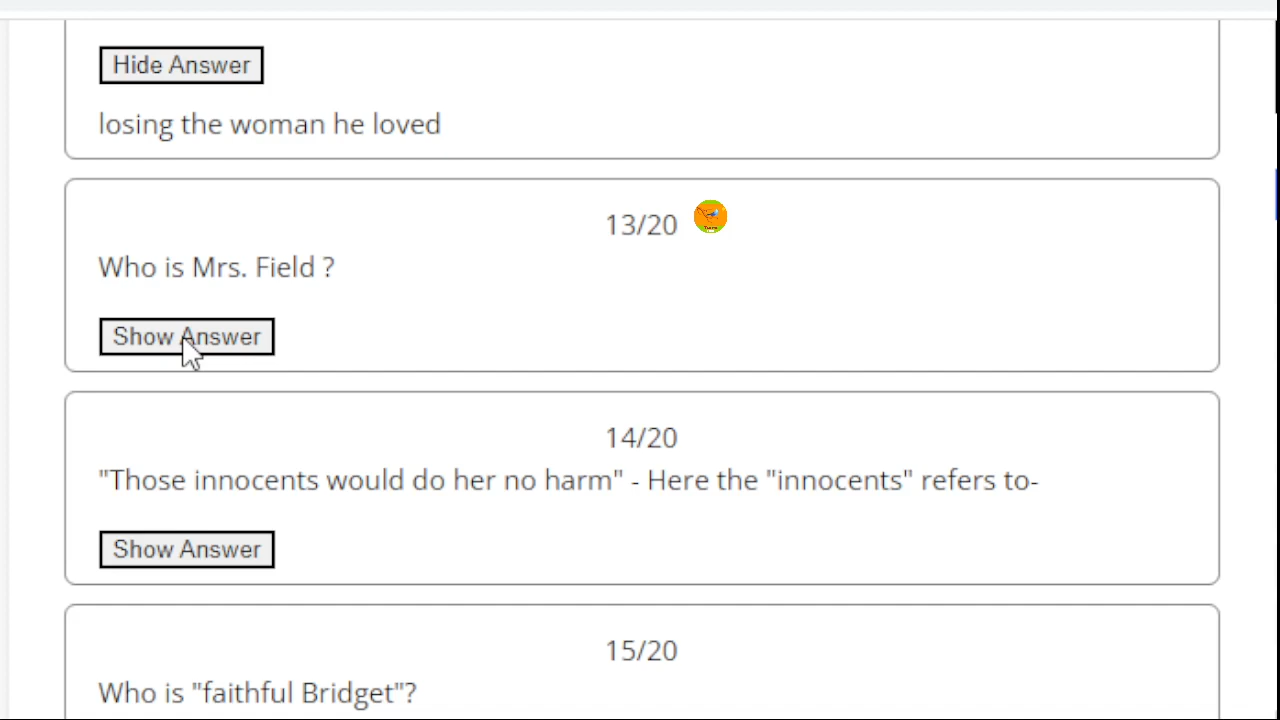 Hide Answer
losing the woman he loved
13/20
Who is Mrs. Field ?
Show Answer
14/20
"Those innocents would do her no harm" - Here the "innocents" refers to-
Show Answer
15/20
Who is "faithful Bridget"?